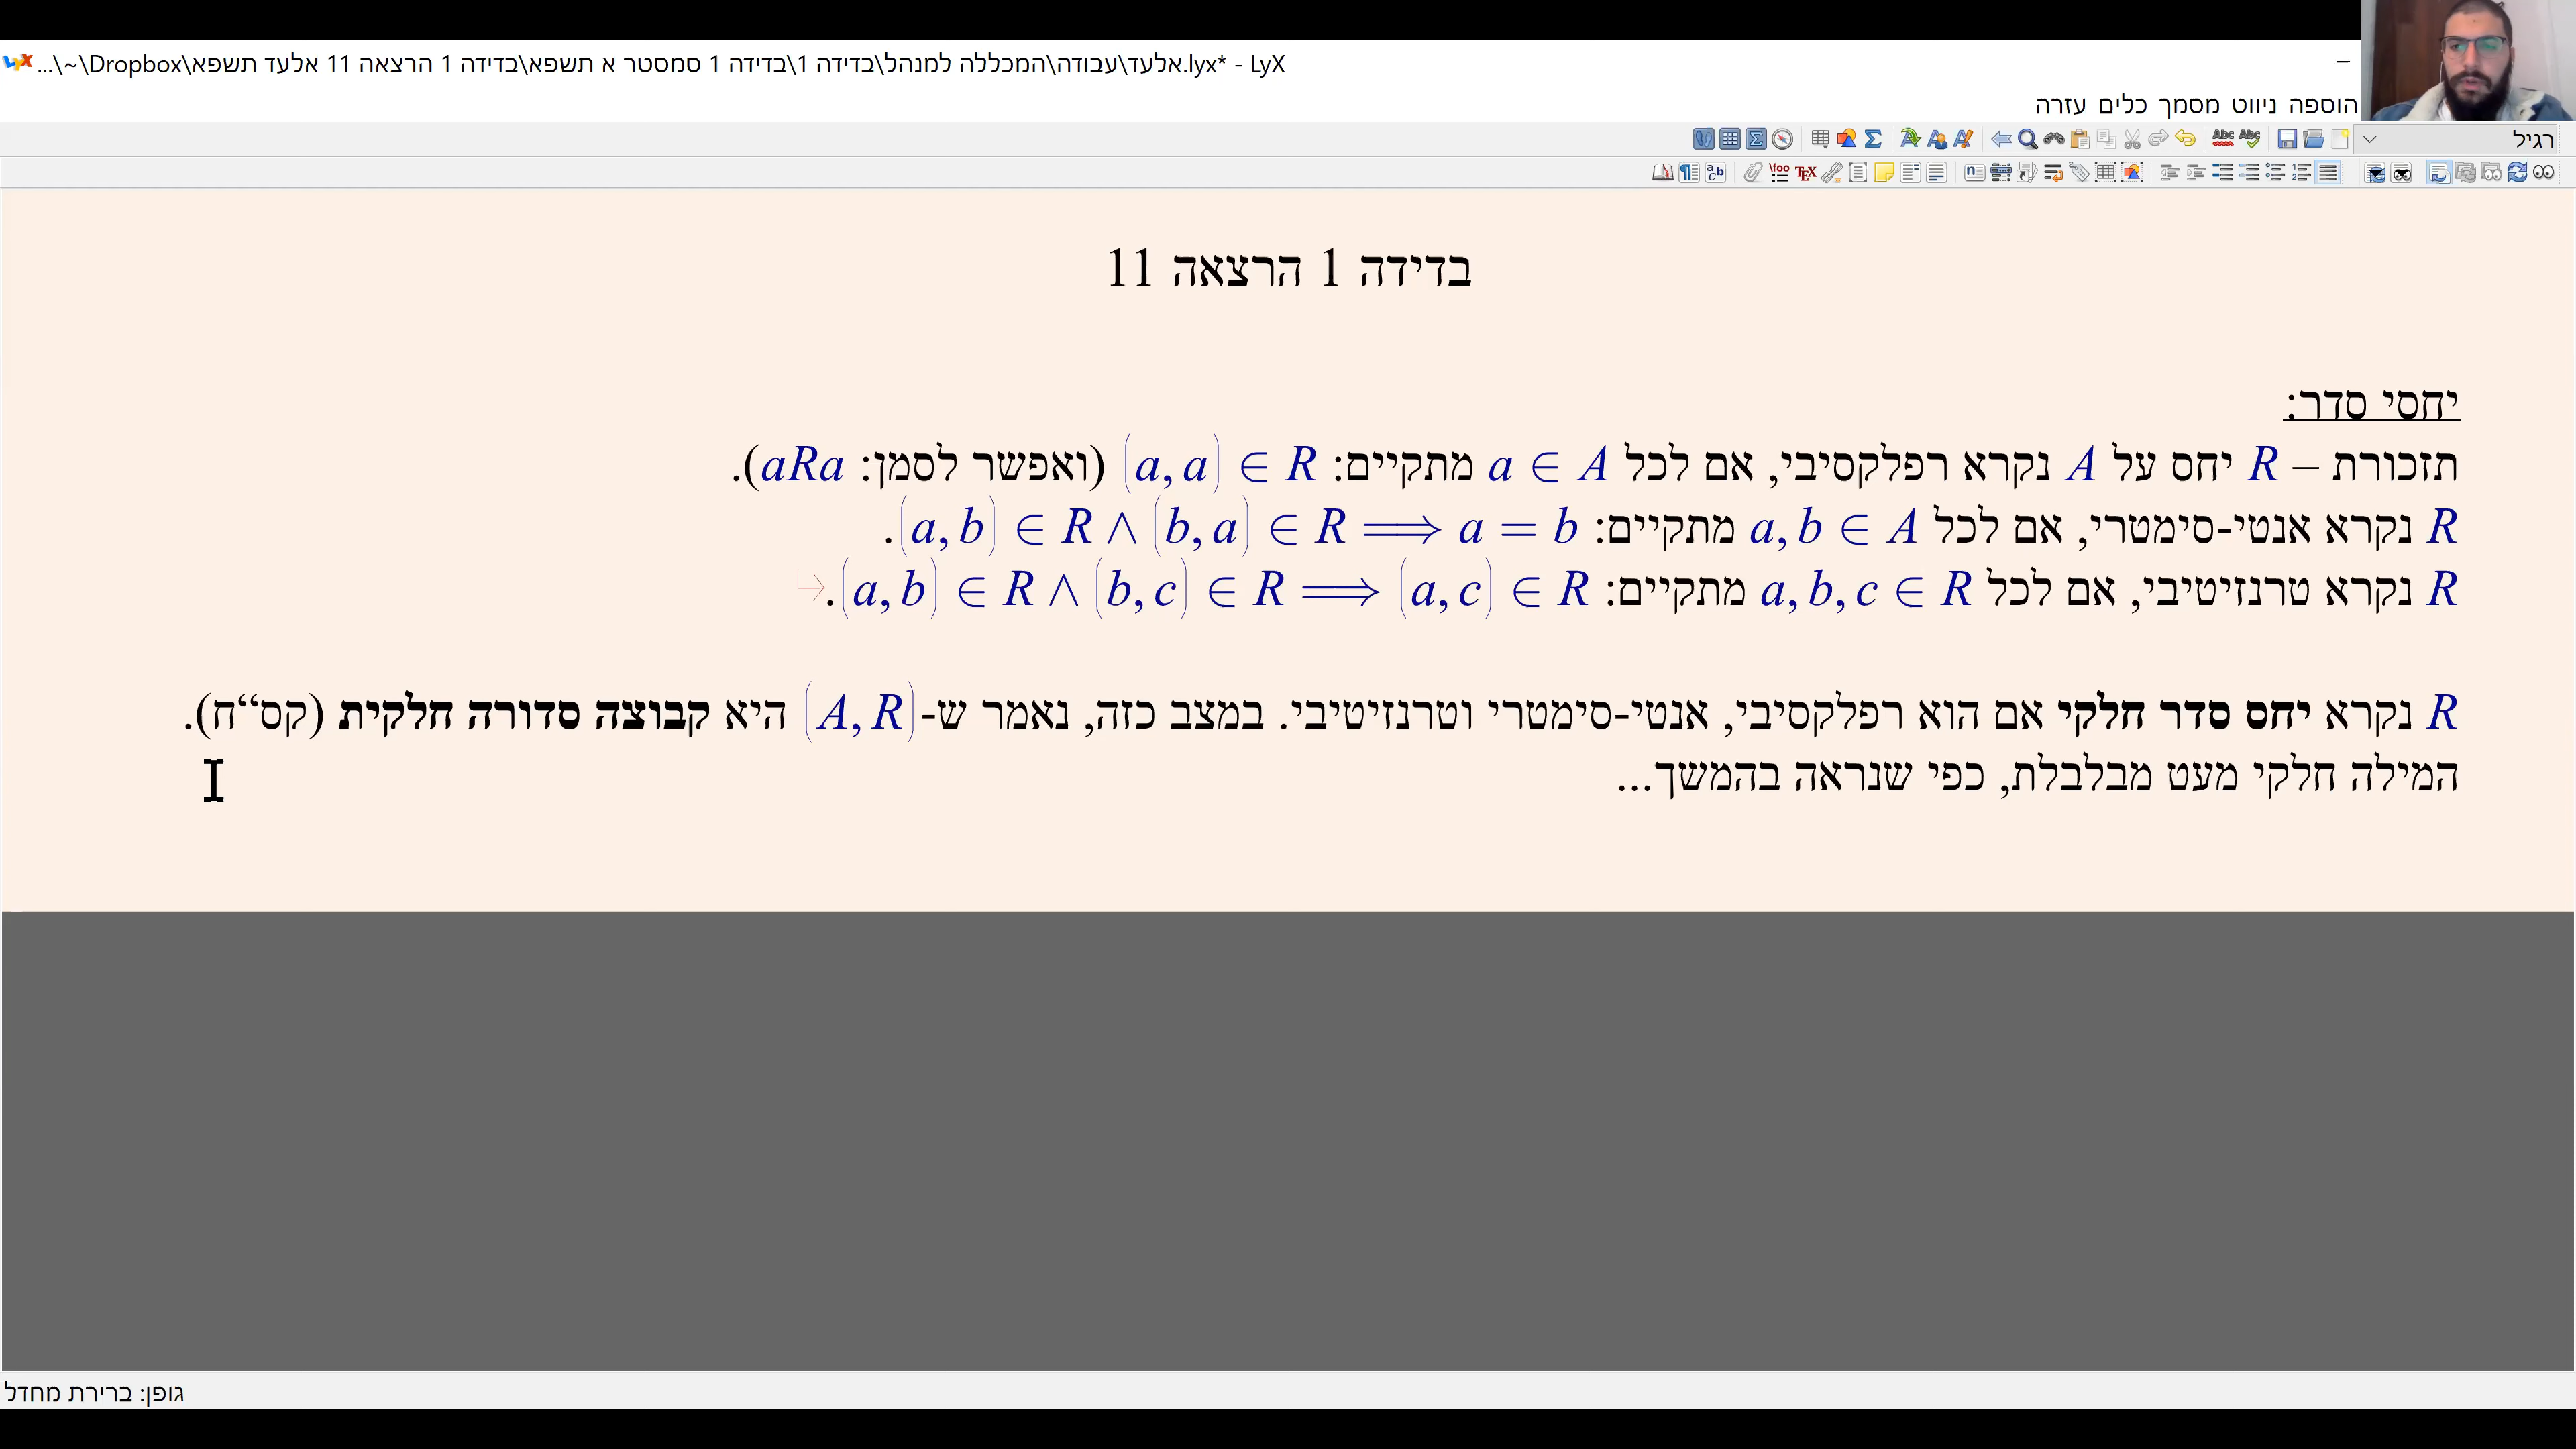 ...\~\Dropbox\אלעד\עבודה\המכללה למנהל\בדידה 1\בדידה 1 סמסטר א תשפא\בדידה 1 הרצאה 11 אלעד תשפא.lyx* - LyX
הוספה ניווט מסמך כלים עזרה
רגיל
בדידה 1 הרצאה 11
יחסי סדר:
תזכורת – R יחס על A נקרא רפלקסיבי, אם לכל a ∈ A מתקיים: (a, a) ∈ R (ואפשר לסמן: aRa).
R נקרא אנטי-סימטרי, אם לכל a, b ∈ A מתקיים: (a, b) ∈ R ∧ (b, a) ∈ R ⟹ a = b.
R נקרא טרנזיטיבי, אם לכל a, b, c ∈ R מתקיים: (a, b) ∈ R ∧ (b, c) ∈ R ⟹ (a, c) ∈ R.
R נקרא יחס סדר חלקי אם הוא רפלקסיבי, אנטי-סימטרי וטרנזיטיבי. במצב כזה, נאמר ש-(A, R) היא קבוצה סדורה חלקית (קס“ח).
המילה חלקי מעט מבלבלת, כפי שנראה בהמשך...
גופן: ברירת מחדל